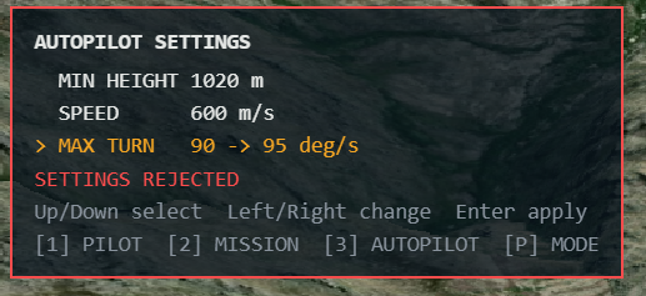 AUTOPILOT SETTINGS
MIN HEIGHT 1020 m
SPEED 600 m/s
> MAX TURN 90 -> 95 deg/s
SETTINGS REJECTED
Up/Down select Left/Right change Enter apply
[1] PILOT [2] MISSION [3] AUTOPILOT [P] MODE